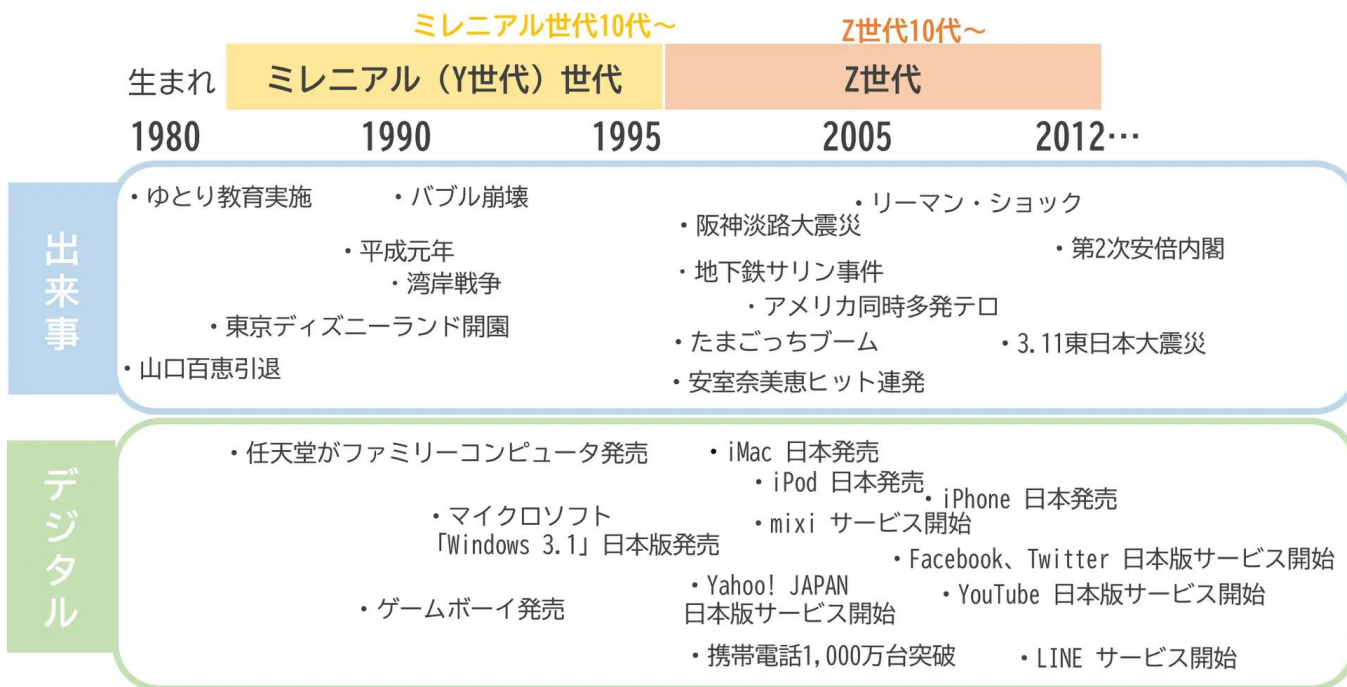 ミレニアル世代10代～
Z世代10代～
生まれ
ミレニアル（Y世代）世代
Z世代
1980
1990
1995
2005
2012…
出来事
・ゆとり教育実施
・バブル崩壊
・リーマン・ショック
・阪神淡路大震災
・平成元年
・第2次安倍内閣
・湾岸戦争
・地下鉄サリン事件
・アメリカ同時多発テロ
・東京ディズニーランド開園
・たまごっちブーム
・3.11東日本大震災
・山口百恵引退
・安室奈美恵ヒット連発
デジタル
・任天堂がファミリーコンピュータ発売
・iMac 日本発売
・iPod 日本発売
・iPhone 日本発売
・マイクロソフト
「Windows 3.1」日本版発売
・mixi サービス開始
・Facebook、Twitter 日本版サービス開始
・Yahoo! JAPAN
日本版サービス開始
・YouTube 日本版サービス開始
・ゲームボーイ発売
・携帯電話1,000万台突破
・LINE サービス開始